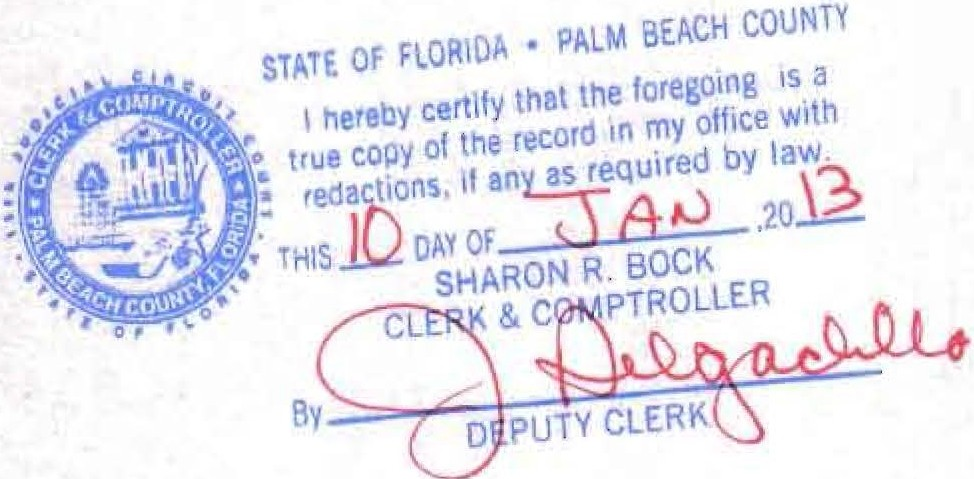 STATE OF FLORIDA • PALM BEACH COUNTY
I hereby certify that the foregoing is a
true copy of the record in my office with
redactions, if any as required by law.
THIS 10 DAY OF JAN ,20 13
SHARON R. BOCK
CLERK & COMPTROLLER
By J Delgadillo
DEPUTY CLERK
JUDICIAL CIRCUIT COURT
STATE OF FLORIDA
CLERK & COMPTROLLER
PALM BEACH COUNTY, FLORIDA